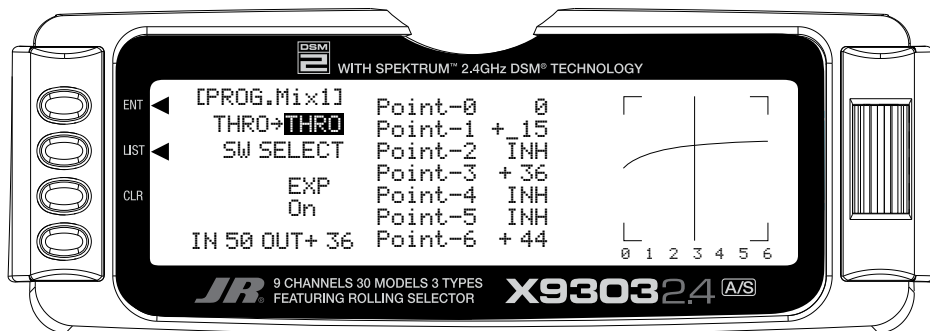 DSM
2
WITH SPEKTRUM™ 2.4GHz DSM® TECHNOLOGY
ENT
LIST
CLR
[PROG.Mix1]
THRO→THRO
SW SELECT
EXP
On
IN 50 OUT+ 36
Point-0 0
Point-1 +_15
Point-2 INH
Point-3 + 36
Point-4 INH
Point-5 INH
Point-6 + 44
0 1 2 3 4 5 6
JR®
9 CHANNELS 30 MODELS 3 TYPES
FEATURING ROLLING SELECTOR
X9303 2.4 A/S